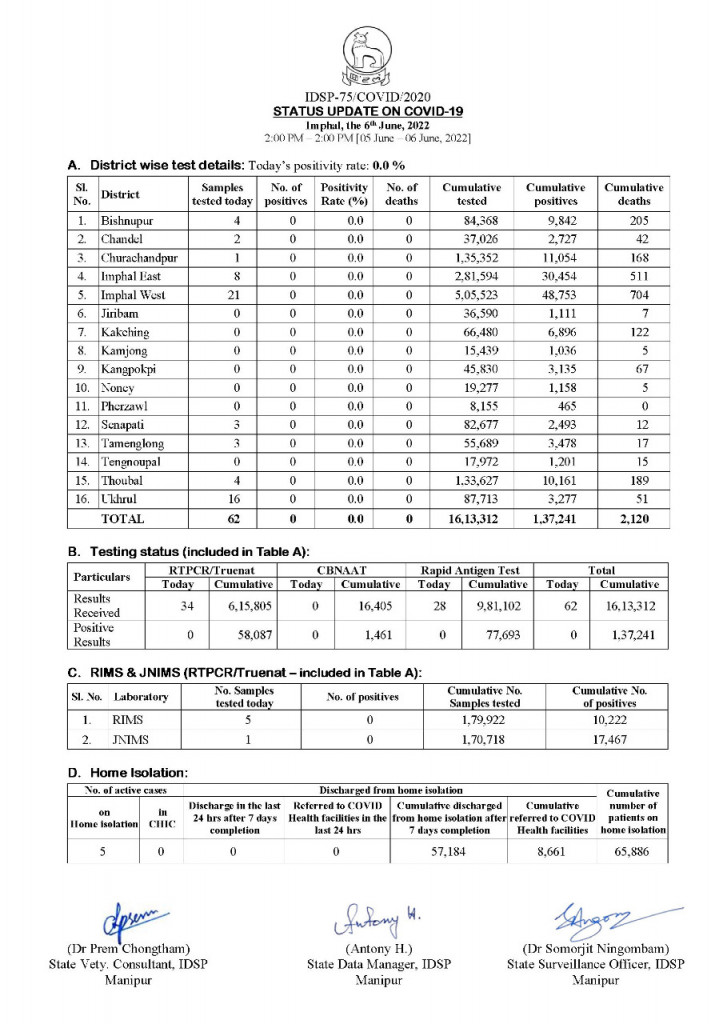 IDSP-75/COVID/2020
STATUS UPDATE ON COVID-19
Imphal, the 6th June, 2022
2:00 PM – 2:00 PM [05 June – 06 June, 2022]
A. District wise test details: Today's positivity rate: 0.0 %
Sl. No. District Samples tested today No. of positives Positivity Rate (%) No. of deaths Cumulative tested Cumulative positives Cumulative deaths
1. Bishnupur 4 0 0.0 0 84,368 9,842 205
2. Chandel 2 0 0.0 0 37,026 2,727 42
3. Churachandpur 1 0 0.0 0 1,35,352 11,054 168
4. Imphal East 8 0 0.0 0 2,81,594 30,454 511
5. Imphal West 21 0 0.0 0 5,05,523 48,753 704
6. Jiribam 0 0 0.0 0 36,590 1,111 7
7. Kakching 0 0 0.0 0 66,480 6,896 122
8. Kamjong 0 0 0.0 0 15,439 1,036 5
9. Kangpokpi 0 0 0.0 0 45,830 3,135 67
10. Noney 0 0 0.0 0 19,277 1,158 5
11. Pherzawl 0 0 0.0 0 8,155 465 0
12. Senapati 3 0 0.0 0 82,677 2,493 12
13. Tamenglong 3 0 0.0 0 55,689 3,478 17
14. Tengnoupal 0 0 0.0 0 17,972 1,201 15
15. Thoubal 4 0 0.0 0 1,33,627 10,161 189
16. Ukhrul 16 0 0.0 0 87,713 3,277 51
TOTAL 62 0 0.0 0 16,13,312 1,37,241 2,120
B. Testing status (included in Table A):
Particulars RTPCR/Truenat CBNAAT Rapid Antigen Test Total
Today Cumulative Today Cumulative Today Cumulative Today Cumulative
Results Received 34 6,15,805 0 16,405 28 9,81,102 62 16,13,312
Positive Results 0 58,087 0 1,461 0 77,693 0 1,37,241
C. RIMS & JNIMS (RTPCR/Truenat – included in Table A):
Sl. No. Laboratory No. Samples tested today No. of positives Cumulative No. Samples tested Cumulative No. of positives
1. RIMS 5 0 1,79,922 10,222
2. JNIMS 1 0 1,70,718 17,467
D. Home Isolation:
No. of active cases Discharged from home isolation Cumulative number of patients on home isolation
on Home isolation in CHIC Discharge in the last 24 hrs after 7 days completion Referred to COVID Health facilities in the last 24 hrs Cumulative discharged from home isolation after 7 days completion Cumulative referred to COVID Health facilities
5 0 0 0 57,184 8,661 65,886
Antony H.
(Dr Prem Chongtham) (Antony H.) (Dr Somorjit Ningombam)
State Vety. Consultant, IDSP State Data Manager, IDSP State Surveillance Officer, IDSP
Manipur Manipur Manipur